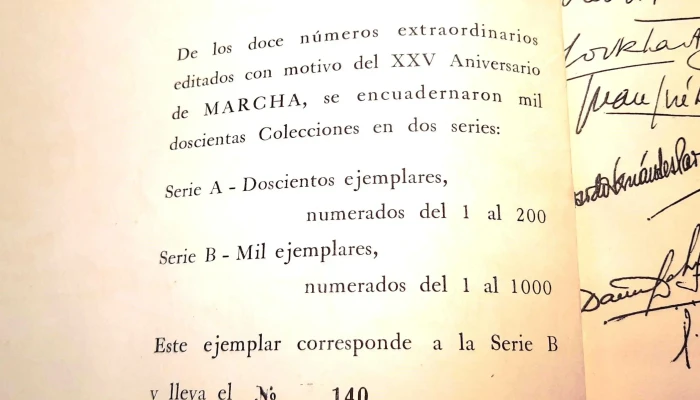 De los doce números extraordinarios
editados con motivo del XXV Aniversario
de MARCHA, se encuadernaron mil
doscientas Colecciones en dos series:
Serie A - Doscientos ejemplares,
numerados del 1 al 200
Serie B - Mil ejemplares,
numerados del 1 al 1000
Este ejemplar corresponde a la Serie B
y lleva el No 140